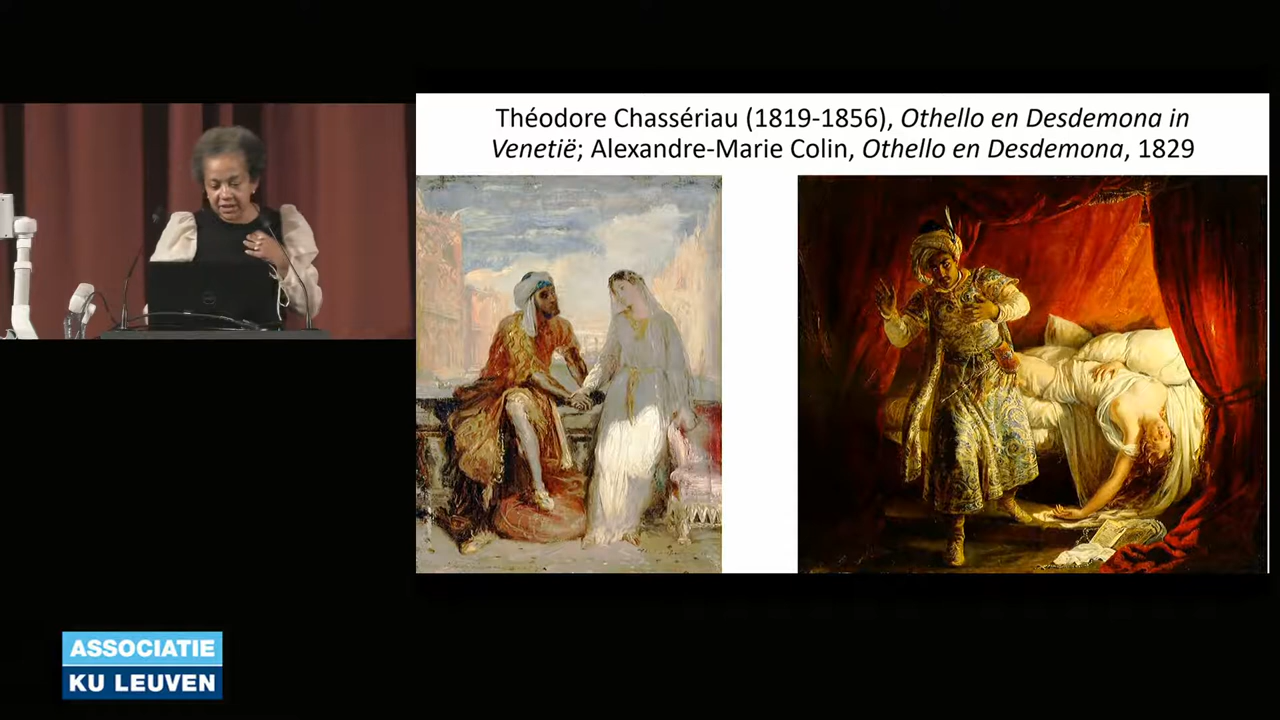 Théodore Chassériau (1819-1856), Othello en Desdemona in
Venetië; Alexandre-Marie Colin, Othello en Desdemona, 1829
ASSOCIATIE
KU LEUVEN